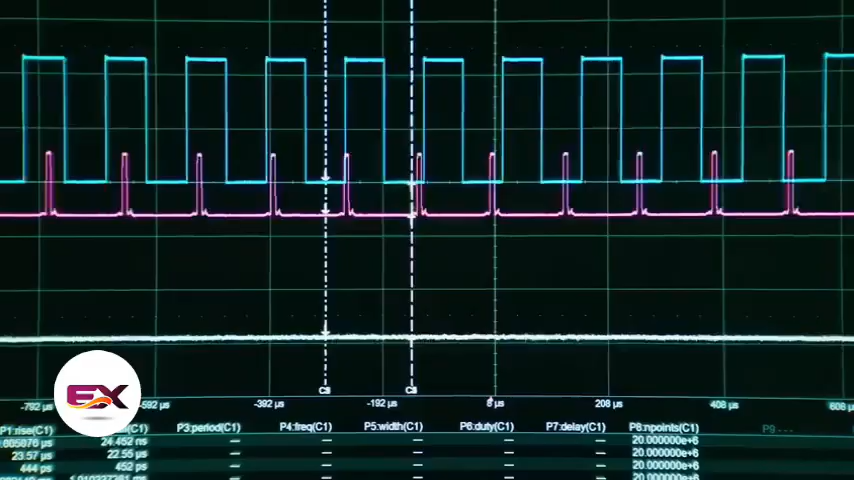 C3 C3
-792 µs -592 µs -392 µs -192 µs 8 µs 208 µs 408 µs 608 µs
EX
P1:rise(C1) (C1) P3:period(C1) P4:freq(C1) P5:width(C1) P6:duty(C1) P7:delay(C1) P8:npoints(C1) P9 - - -
24.452 ns — — — — — 20.000000e+6
23.57 µs 22.55 µs — — — — — 20.000000e+6
444 ps 452 ps — — — — — 20.000000e+6
20.000000e+6